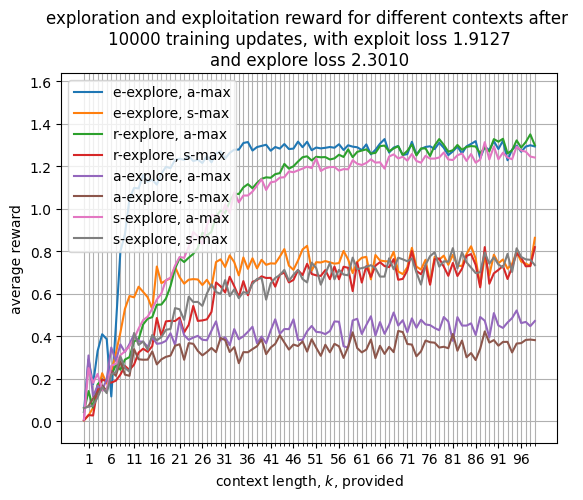 exploration and exploitation reward for different contexts after
10000 training updates, with exploit loss 1.9127
and explore loss 2.3010
1.6
1.4
1.2
1.0
0.8
0.6
0.4
0.2
0.0
average reward
e-explore, a-max
e-explore, s-max
r-explore, a-max
r-explore, s-max
a-explore, a-max
a-explore, s-max
s-explore, a-max
s-explore, s-max
1 6 11 16 21 26 31 36 41 46 51 56 61 66 71 76 81 86 91 96
context length, k, provided